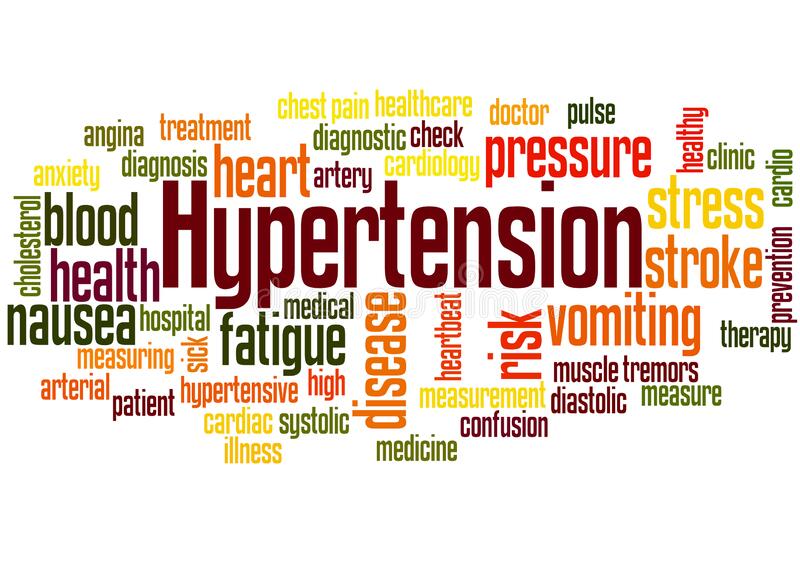 chest pain
healthcare
doctor
pulse
angina
treatment
diagnostic
check
pressure
healthy
clinic
cardio
anxiety
diagnosis
heart
artery
cardiology
cholesterol
blood
Hypertension
stress
health
stroke
prevention
nausea
hospital
fatigue
medical
disease
heartbeat
risk
vomiting
therapy
measuring
sick
muscle tremors
arterial
patient
hypertensive
high
measurement
diastolic
measure
cardiac
systolic
confusion
illness
medicine
dreamstime